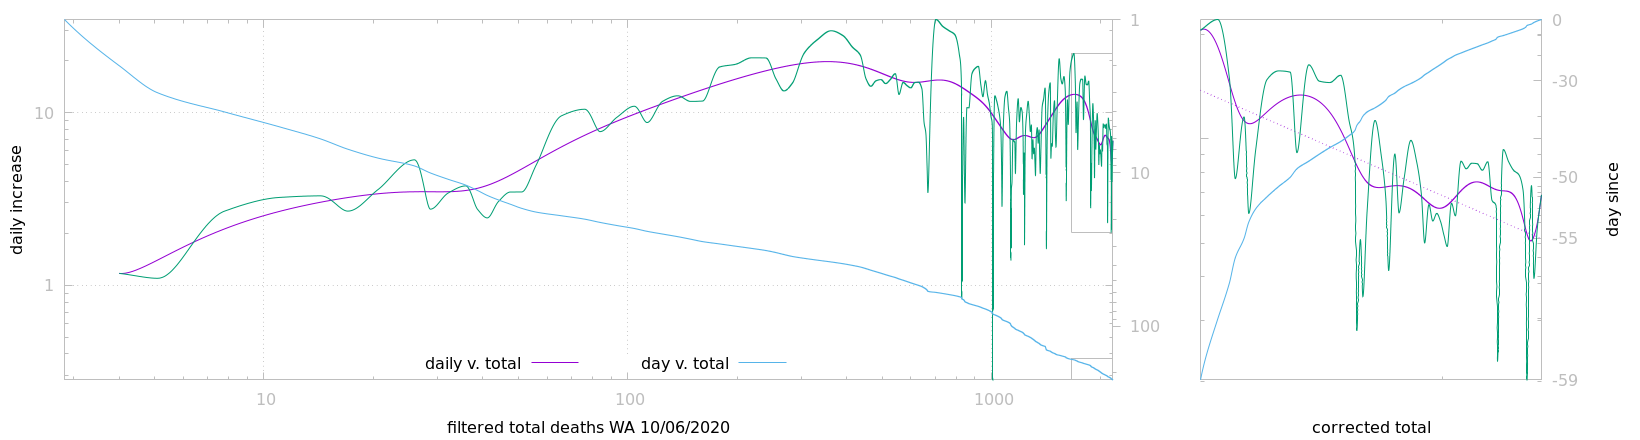 1
0
-30
10
daily increase
10
-50
day since
-55
1
100
daily v. total
day v. total
-59
10
100
1000
filtered total deaths WA 10/06/2020
corrected total